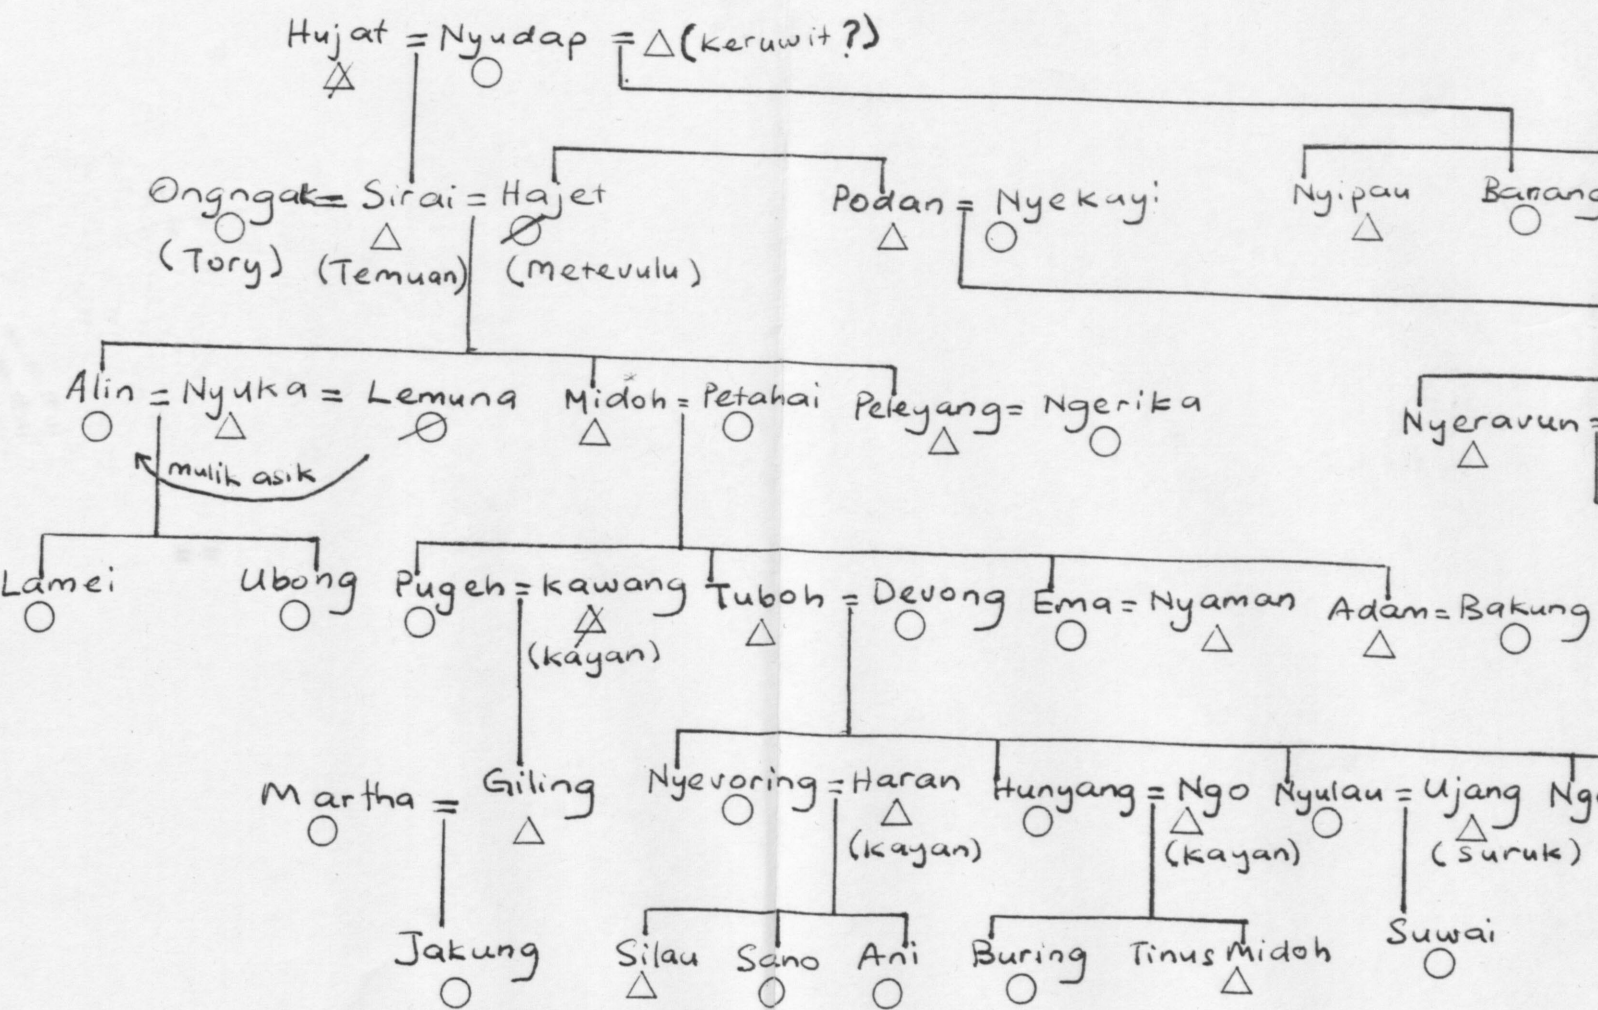 Hujat = Nyudap = △ (keruwit?)
Ongngak = Sirai = Hajet
(Tory) (Temuan) (Metevulu)
Podan = Nyekayi
Nyipau Banang
Alin = Nyuka = Lemuna
mulik asik
Midoh = Petahai
Peleyang = Ngerika
Nyeravun =
Lamei Ubong
Pugeh = Kawang
(kayan)
Tuboh = Devong
Ema = Nyaman
Adam = Bakung
Martha = Giling
Nyevoring = Haran
(kayan)
Hunyang = Ngo
(kayan)
Nyulau = Ujang
(suruk)
Jakung
Silau Sano Ani
Buring Tinus Midoh
Suwai